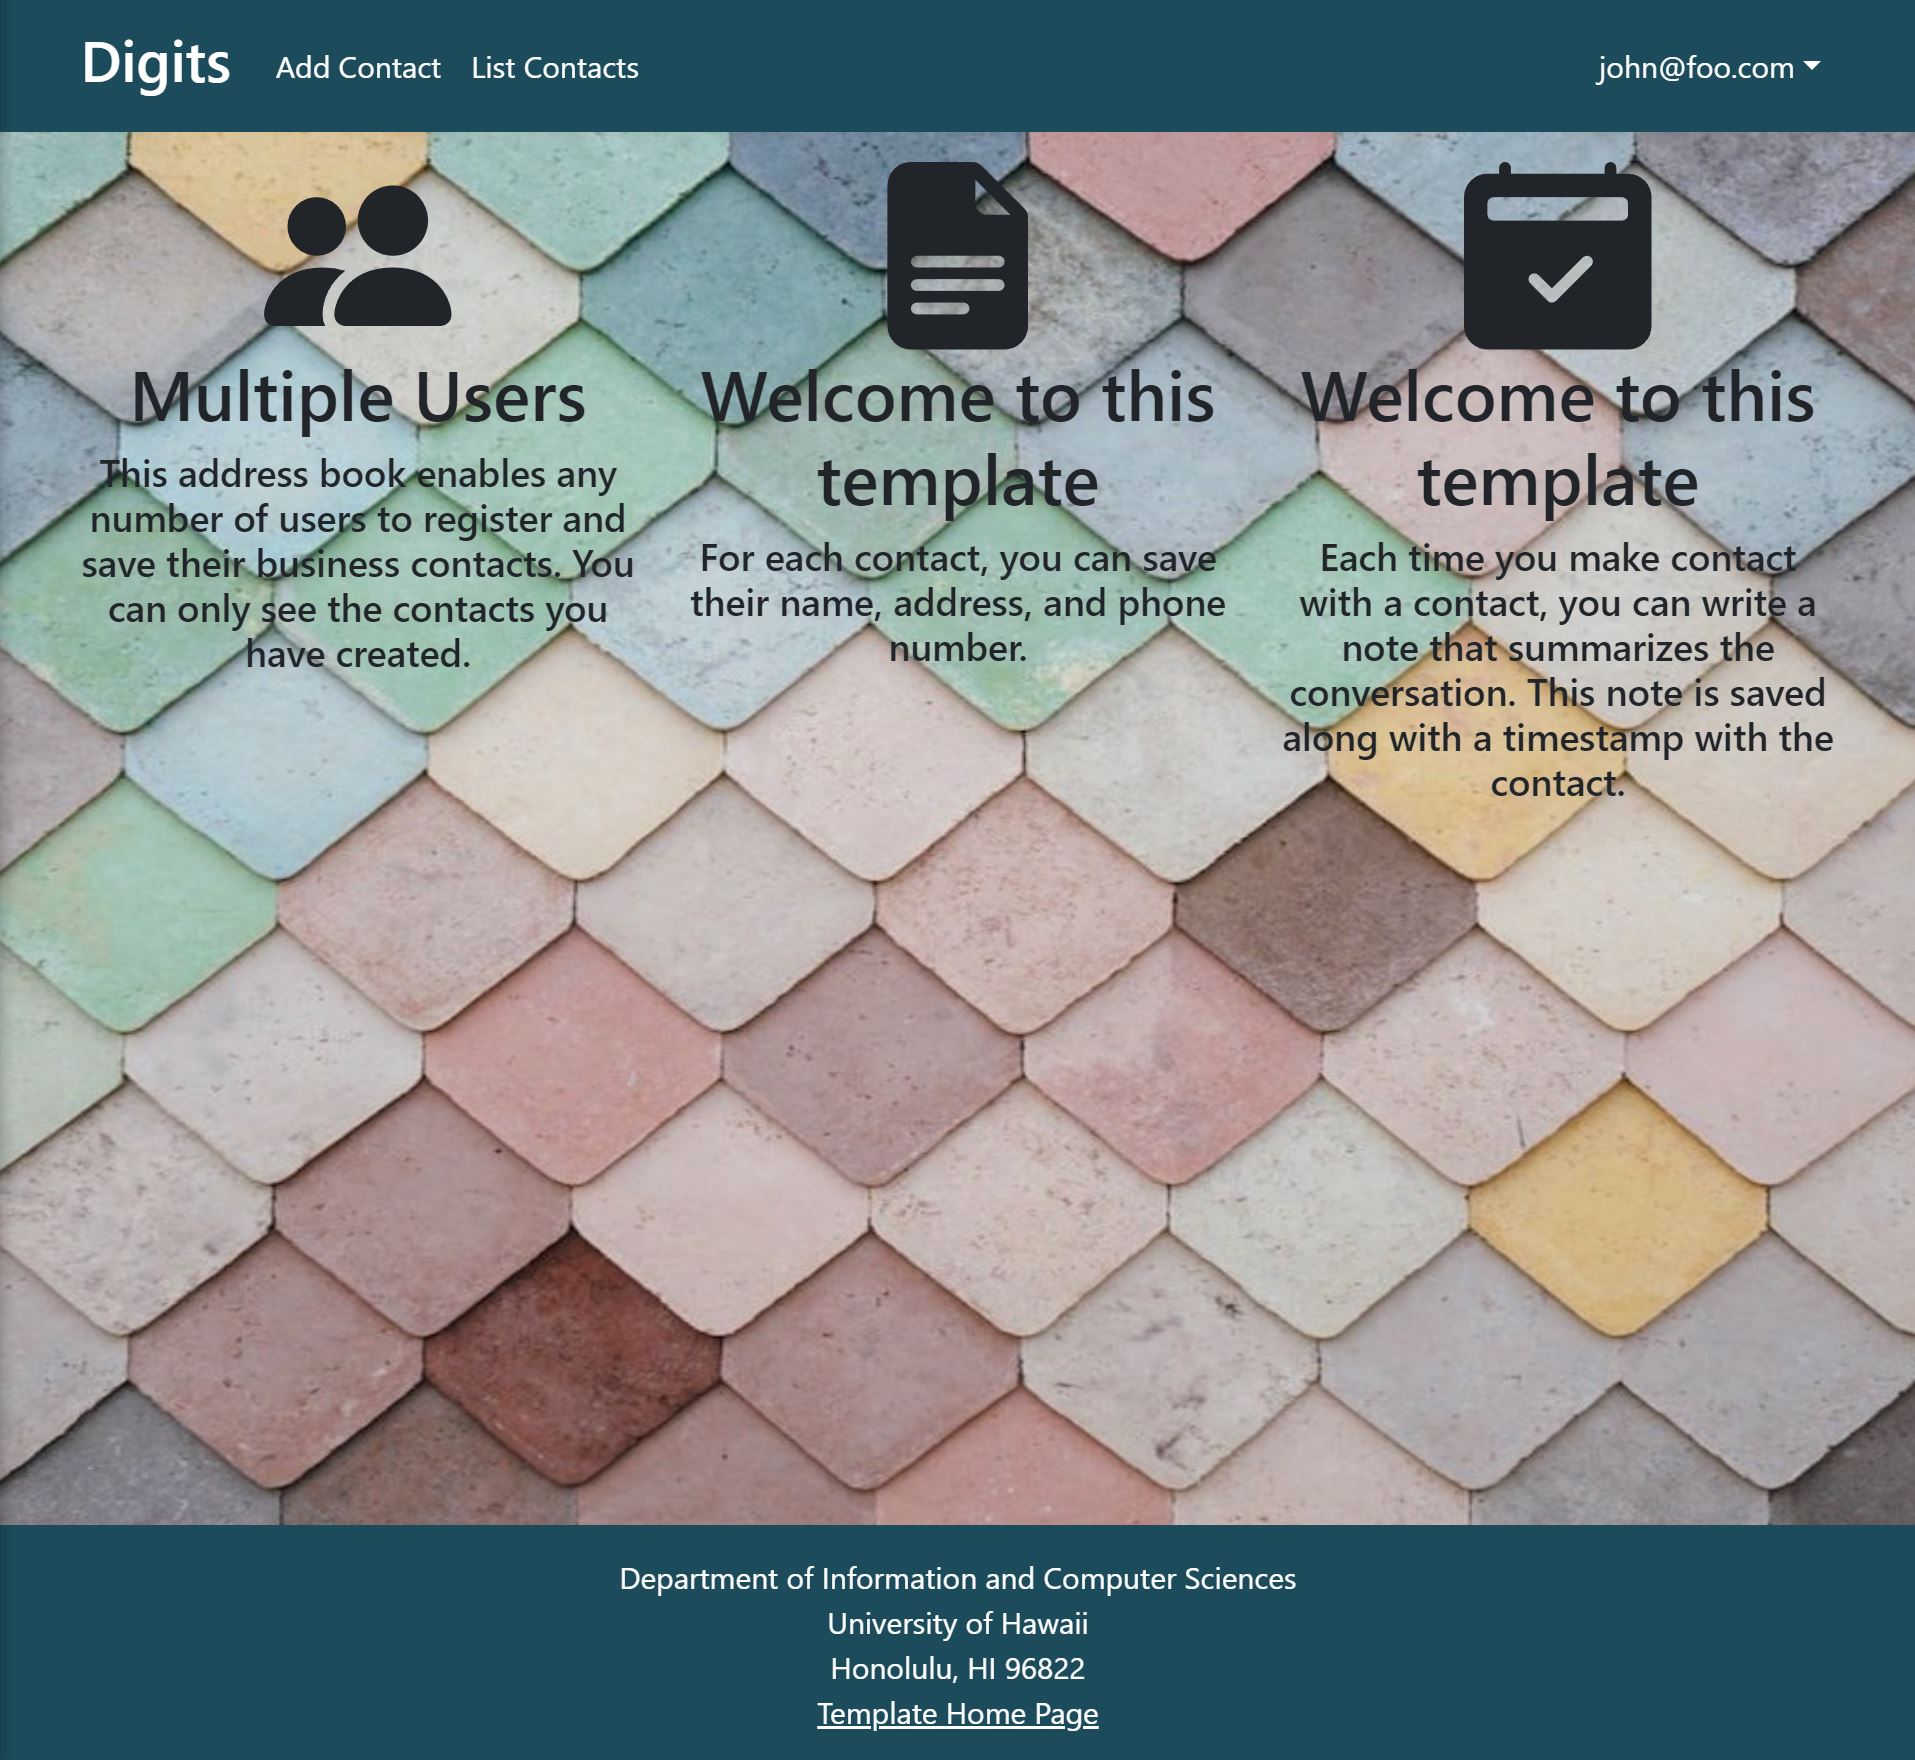 Digits
Add Contact
List Contacts
john@foo.com
Multiple Users
This address book enables any
number of users to register and
save their business contacts. You
can only see the contacts you
have created.
Welcome to this
template
For each contact, you can save
their name, address, and phone
number.
Welcome to this
template
Each time you make contact
with a contact, you can write a
note that summarizes the
conversation. This note is saved
along with a timestamp with the
contact.
Department of Information and Computer Sciences
University of Hawaii
Honolulu, HI 96822
Template Home Page